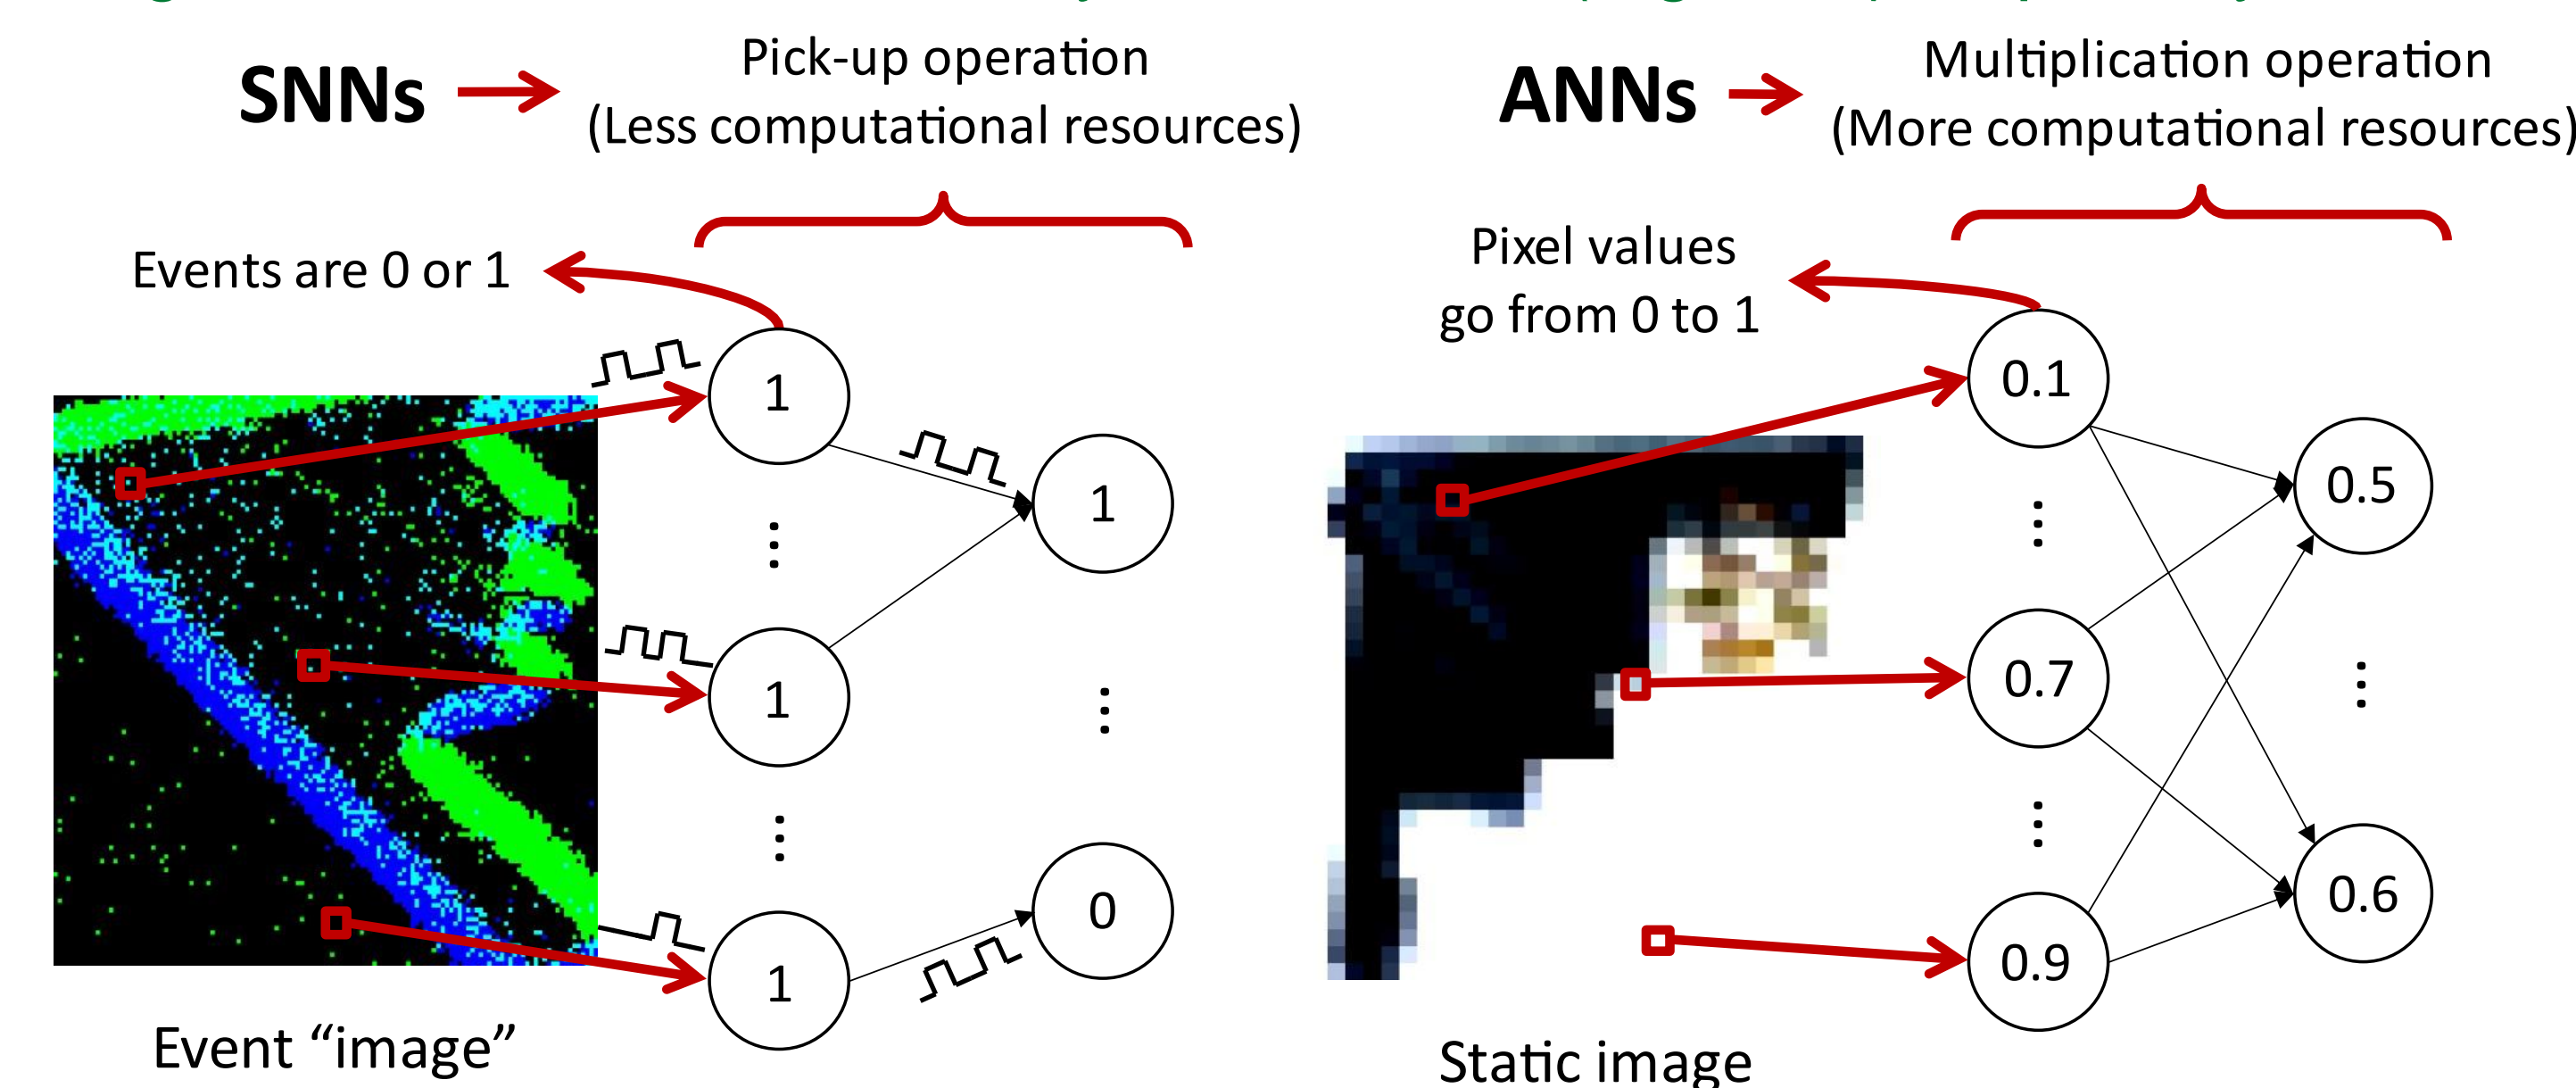 SNNs
Pick-up operation
(Less computational resources)
Events are 0 or 1
1
1
1
1
0
Event “image”
ANNs
Multiplication operation
(More computational resources)
Pixel values
go from 0 to 1
0.1
0.7
0.9
0.5
0.6
Static image